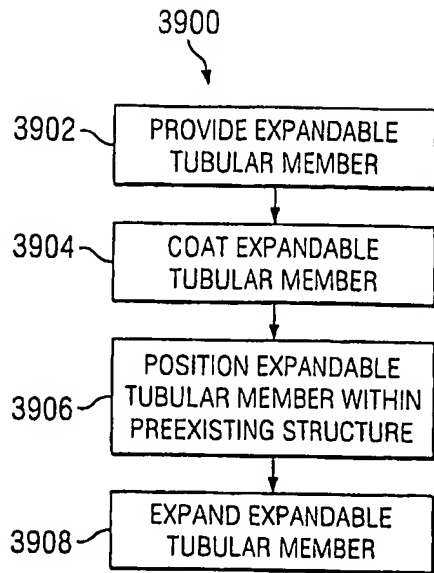 3900
3902
PROVIDE EXPANDABLE
TUBULAR MEMBER
3904
COAT EXPANDABLE
TUBULAR MEMBER
3906
POSITION EXPANDABLE
TUBULAR MEMBER WITHIN
PREEXISTING STRUCTURE
3908
EXPAND EXPANDABLE
TUBULAR MEMBER